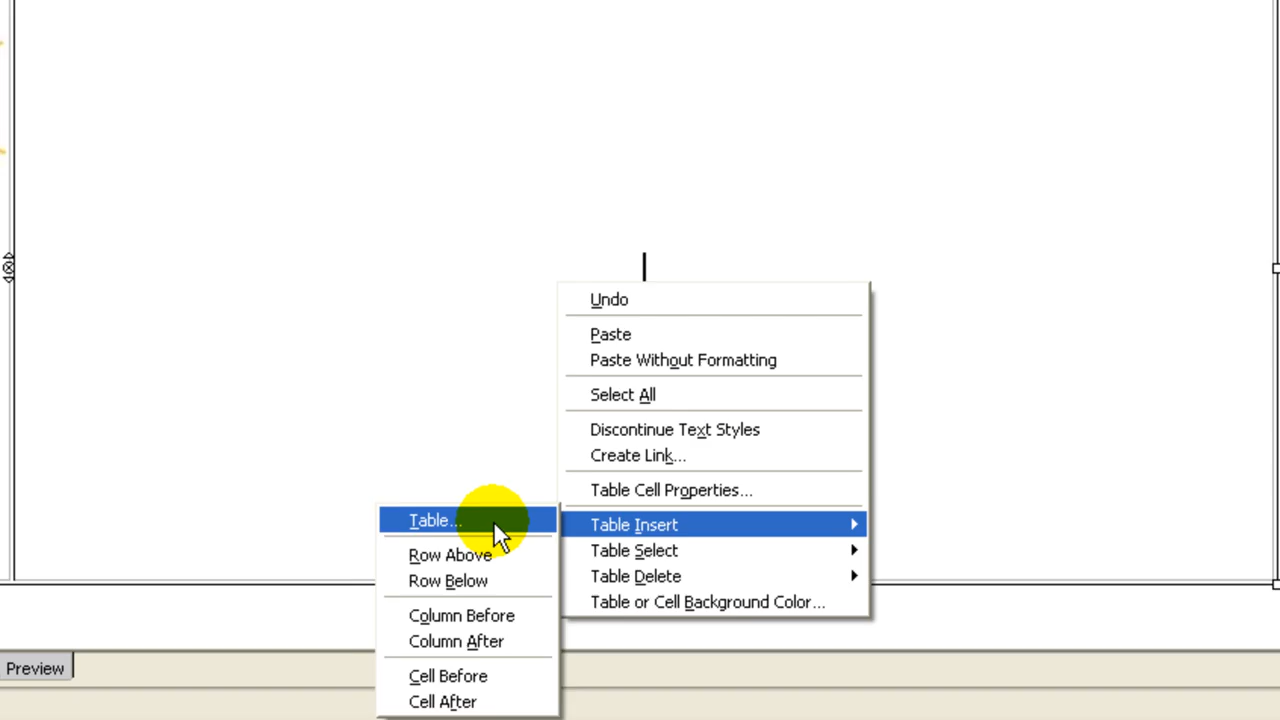 Undo
Paste
Paste Without Formatting
Select All
Discontinue Text Styles
Create Link...
Table Cell Properties...
Table Insert
Table Select
Table Delete
Table or Cell Background Color...
Table...
Row Above
Row Below
Column Before
Column After
Cell Before
Cell After
Preview